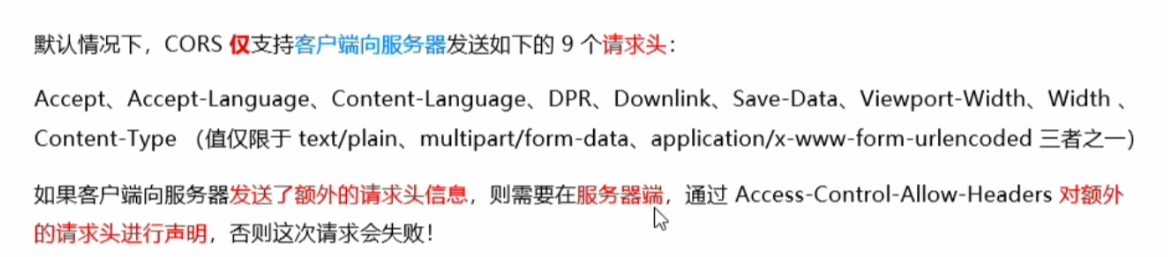 默认情况下，CORS 仅支持客户端向服务器发送如下的 9 个请求头：
Accept、Accept-Language、Content-Language、DPR、Downlink、Save-Data、Viewport-Width、Width 、
Content-Type （值仅限于 text/plain、multipart/form-data、application/x-www-form-urlencoded 三者之一）
如果客户端向服务器发送了额外的请求头信息，则需要在服务器端，通过 Access-Control-Allow-Headers 对额外
的请求头进行声明，否则这次请求会失败！